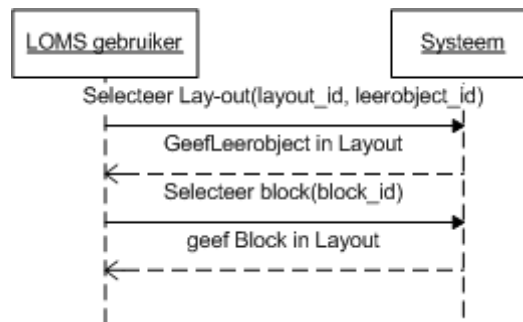 LOMS gebruiker
Systeem
Selecteer Lay-out(layout_id, leerobject_id)
GeefLeerobject in Layout
Selecteer block(block_id)
geef Block in Layout